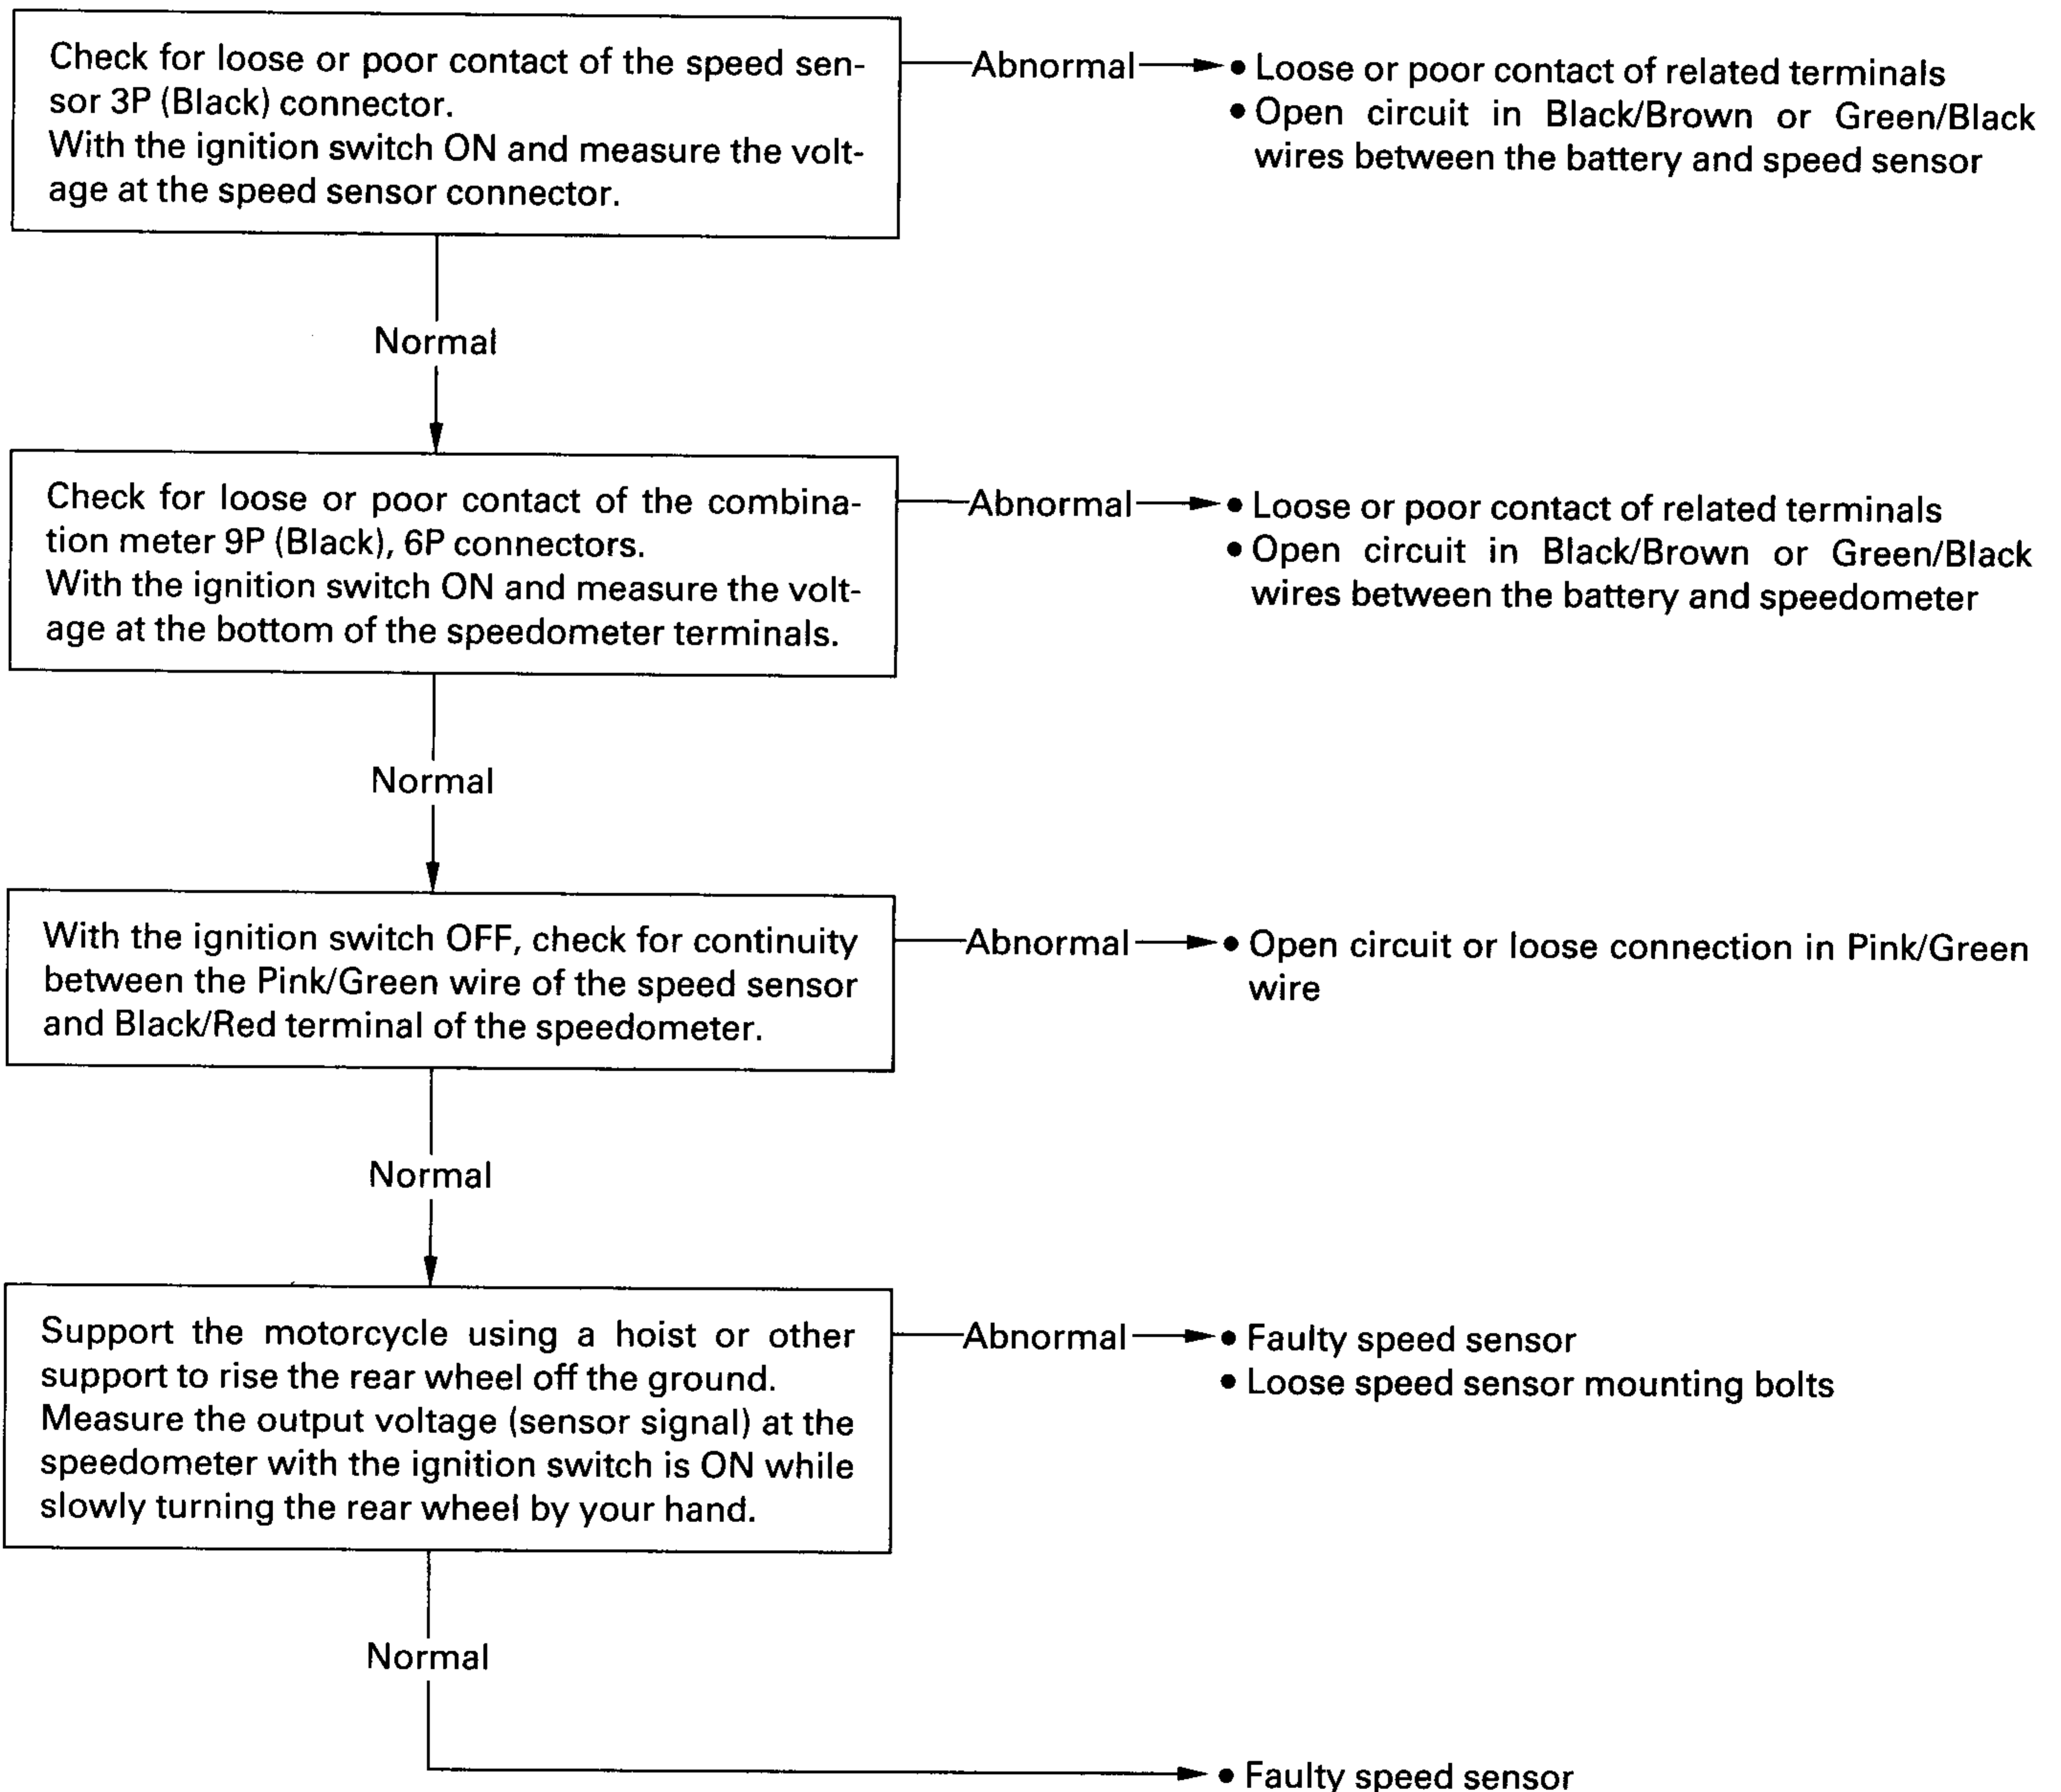 Check for loose or poor contact of the speed sen-
sor 3P (Black) connector.
With the ignition switch ON and measure the volt-
age at the speed sensor connector.
Abnormal
● Loose or poor contact of related terminals
● Open circuit in Black/Brown or Green/Black
wires between the battery and speed sensor
Normal
Check for loose or poor contact of the combina-
tion meter 9P (Black), 6P connectors.
With the ignition switch ON and measure the volt-
age at the bottom of the speedometer terminals.
Abnormal
● Loose or poor contact of related terminals
● Open circuit in Black/Brown or Green/Black
wires between the battery and speedometer
Normal
With the ignition switch OFF, check for continuity
between the Pink/Green wire of the speed sensor
and Black/Red terminal of the speedometer.
Abnormal
● Open circuit or loose connection in Pink/Green
wire
Normal
Support the motorcycle using a hoist or other
support to rise the rear wheel off the ground.
Measure the output voltage (sensor signal) at the
speedometer with the ignition switch is ON while
slowly turning the rear wheel by your hand.
Abnormal
● Faulty speed sensor
● Loose speed sensor mounting bolts
Normal
● Faulty speed sensor